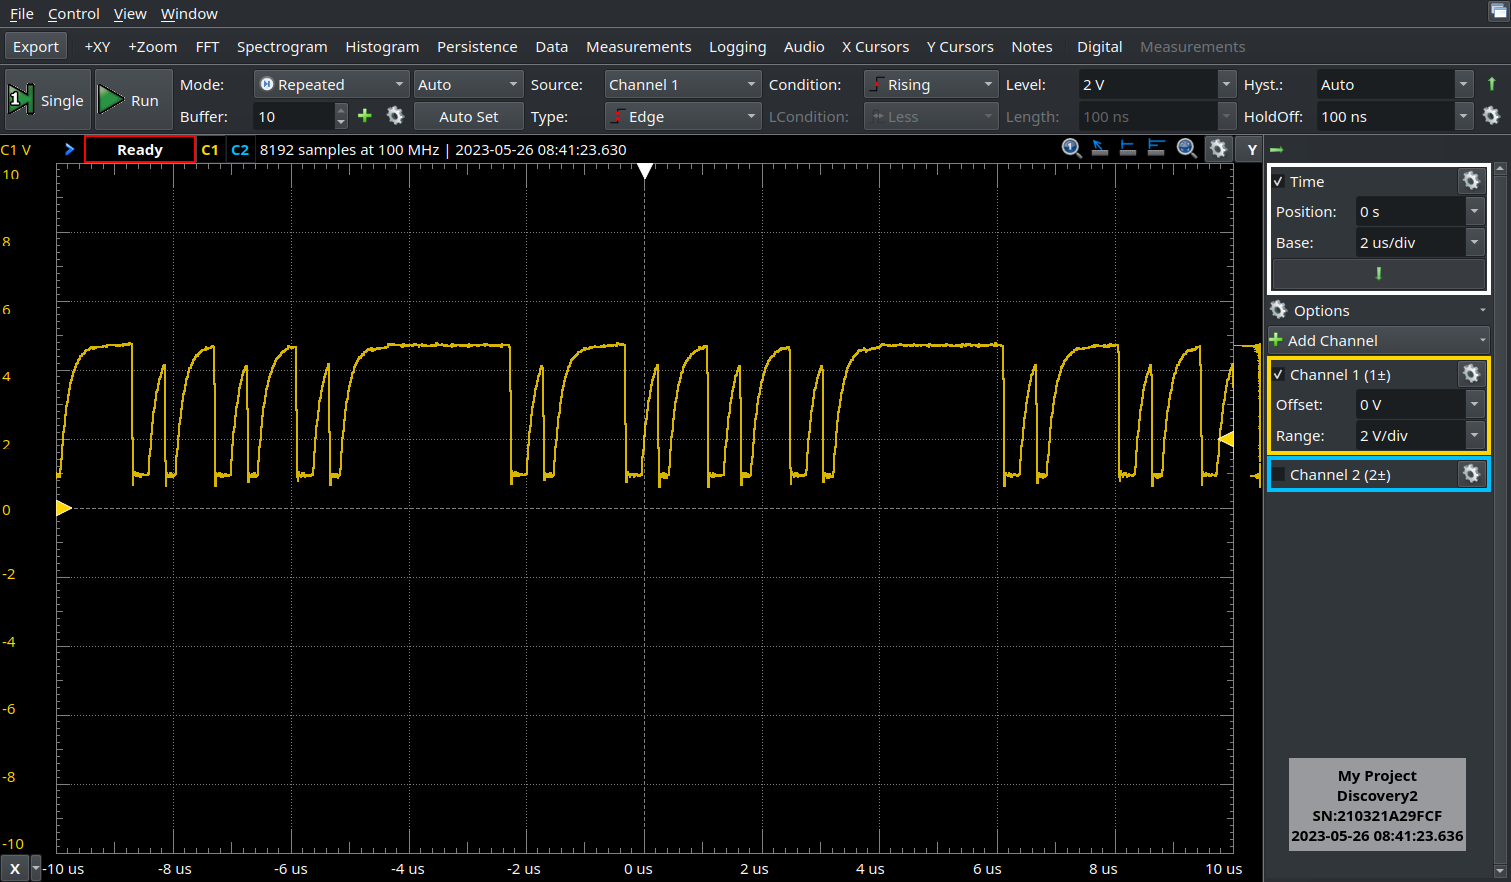 File Control View Window
Export +XY +Zoom FFT Spectrogram Histogram Persistence Data Measurements Logging Audio X Cursors Y Cursors Notes Digital Measurements
1 Single Run Mode: Repeated Auto Source: Channel 1 Condition: Rising Level: 2 V Hyst.: Auto
Buffer: 10 Auto Set Type: Edge LCondition: Less Length: 100 ns HoldOff: 100 ns
C1 V Ready C1 C2 8192 samples at 100 MHz | 2023-05-26 08:41:23.630 Y
10
8
6
4
2
0
-2
-4
-6
-8
-10
X -10 us -8 us -6 us -4 us -2 us 0 us 2 us 4 us 6 us 8 us 10 us
Time
Position: 0 s
Base: 2 us/div
Options
Add Channel
Channel 1 (1±)
Offset: 0 V
Range: 2 V/div
Channel 2 (2±)
My Project
Discovery2
SN:210321A29FCF
2023-05-26 08:41:23.636